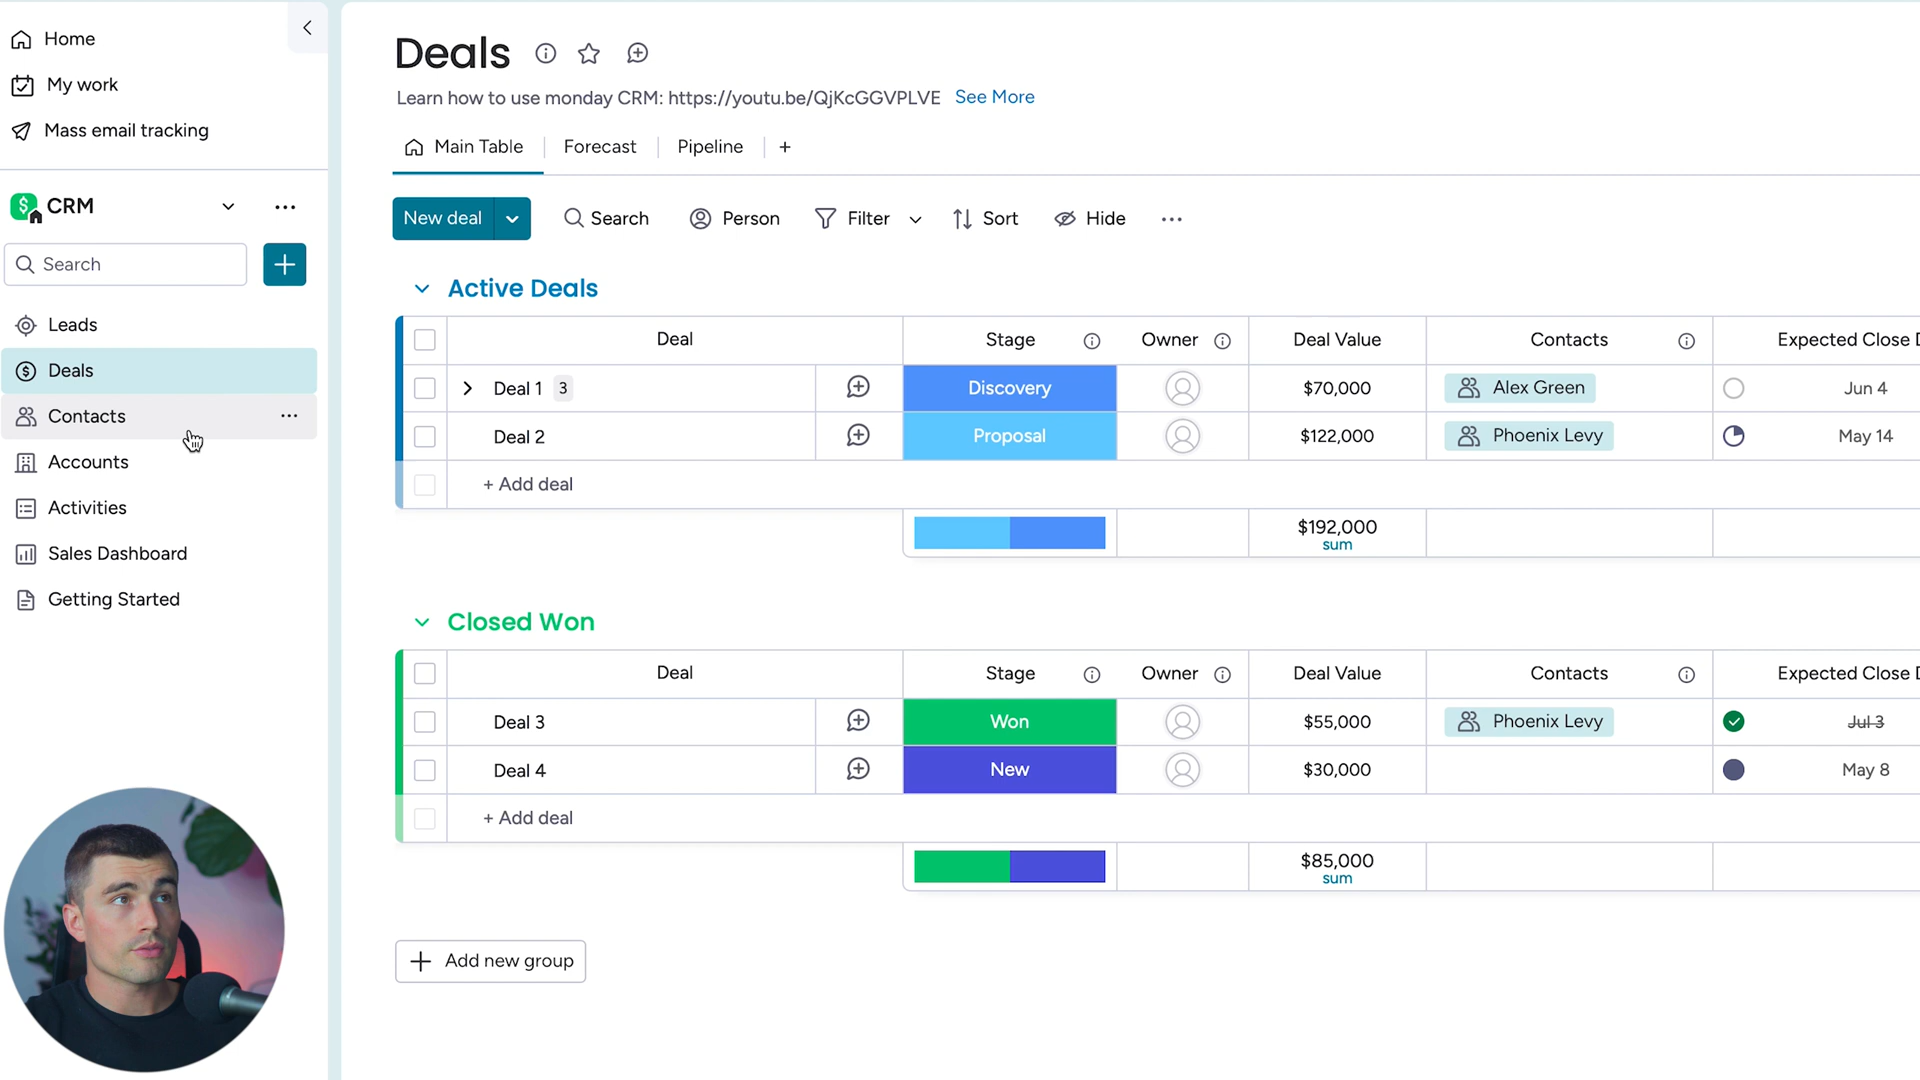 Home
My work
Mass email tracking
CRM
Search
Leads
Deals
Contacts
Accounts
Activities
Sales Dashboard
Getting Started
Deals
Learn how to use monday CRM: https://youtu.be/QjKcGGVPLVE See More
Main Table Forecast Pipeline +
New deal Search Person Filter Sort Hide
Active Deals
Deal Stage Owner Deal Value Contacts Expected Close D
Deal 1 3 Discovery $70,000 Alex Green Jun 4
Deal 2 Proposal $122,000 Phoenix Levy May 14
+ Add deal
$192,000
sum
Closed Won
Deal Stage Owner Deal Value Contacts Expected Close D
Deal 3 Won $55,000 Phoenix Levy Jul 3
Deal 4 New $30,000 May 8
+ Add deal
$85,000
sum
+ Add new group